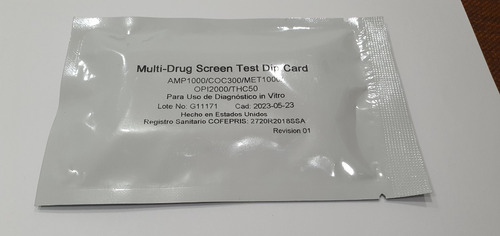 Multi-Drug Screen Test Dip Card
AMP1000/COC300/MET1000/
OPI2000/THC50
Para Uso de Diagnóstico in Vitro
Lote No: G11171 Cad: 2023-05-23
Hecho en Estados Unidos
Registro Sanitario COFEPRIS: 2720R2018SSA
Revision 01